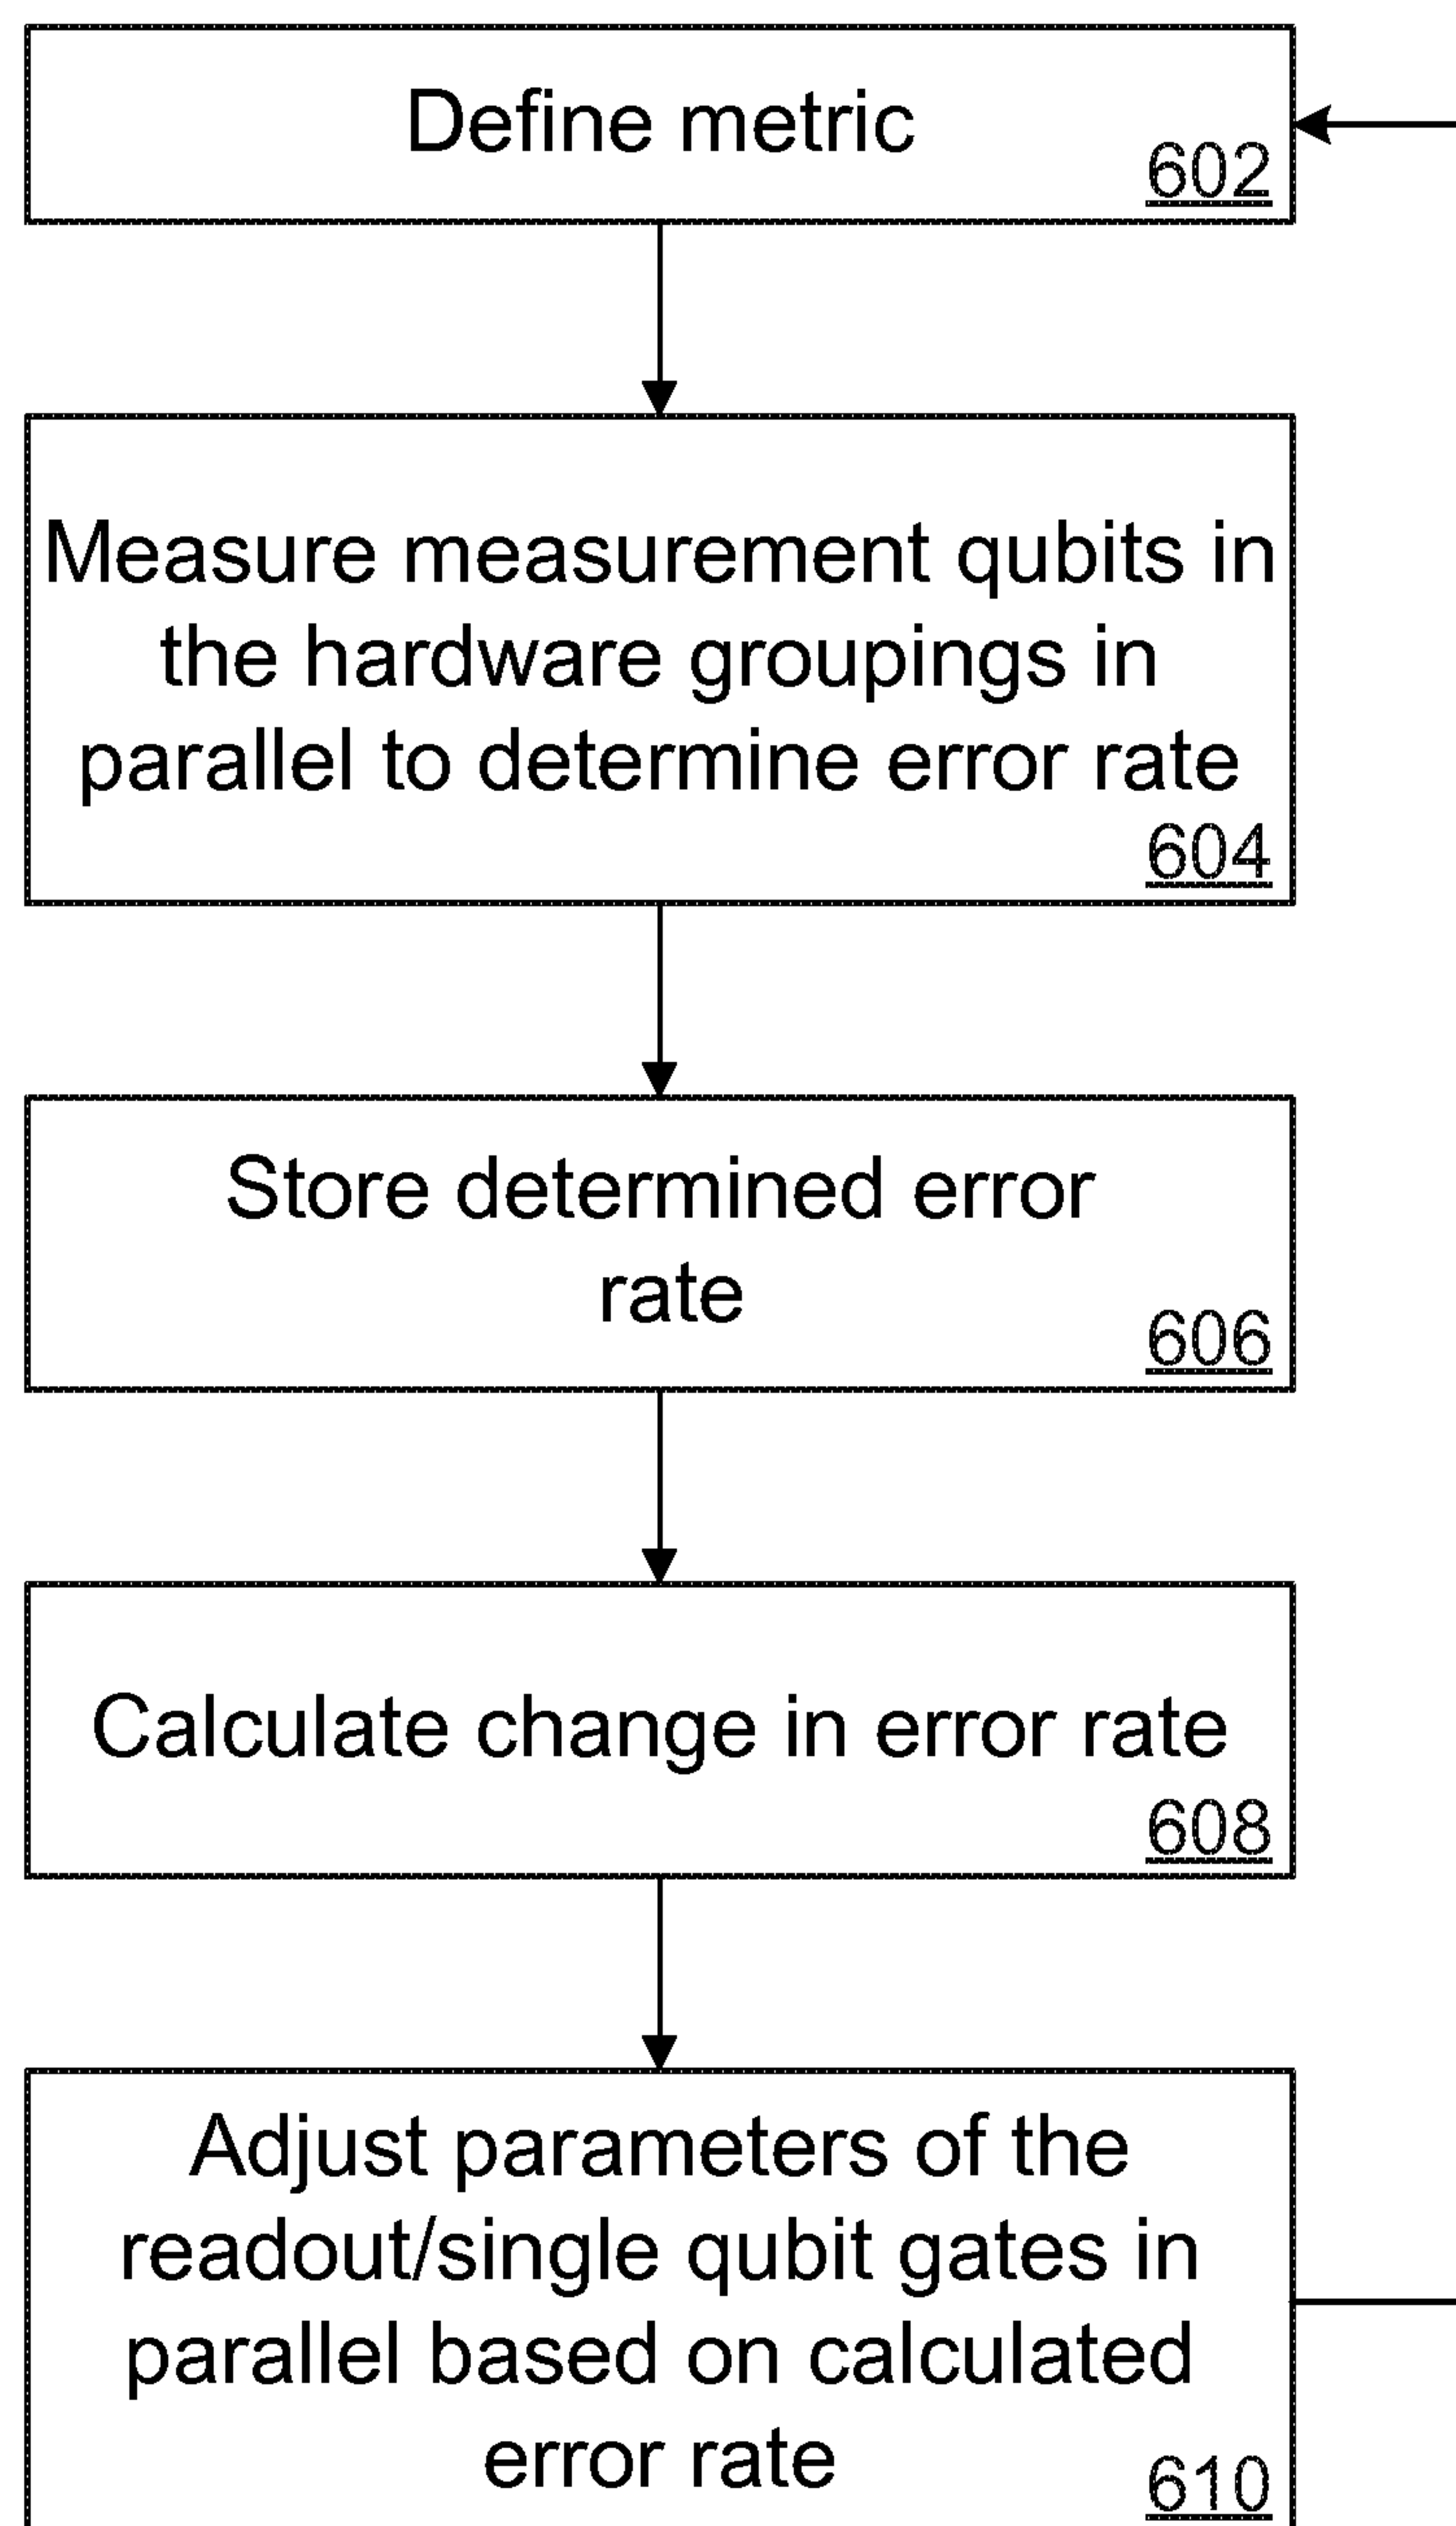 Define metric
602
Measure measurement qubits in
the hardware groupings in
parallel to determine error rate
604
Store determined error
rate
606
Calculate change in error rate
608
Adjust parameters of the
readout/single qubit gates in
parallel based on calculated
error rate
610